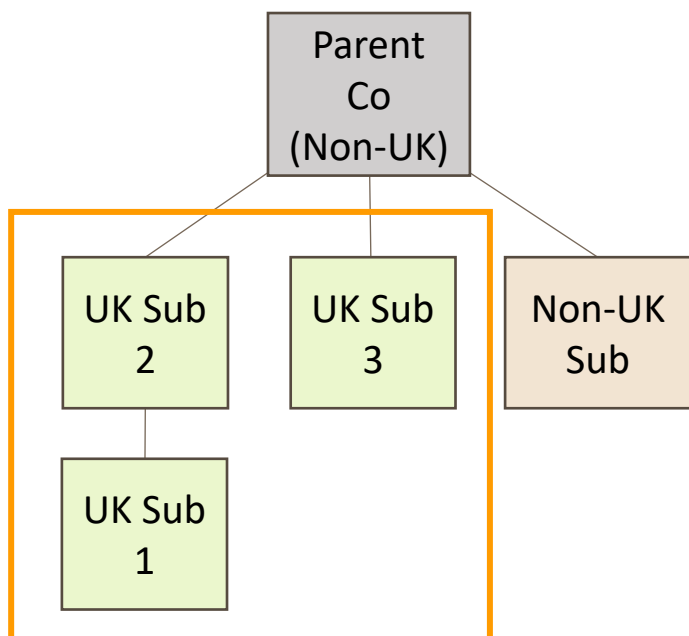 Parent
Co
(Non-UK)
UK Sub
2
UK Sub
3
Non-UK
Sub
UK Sub
1